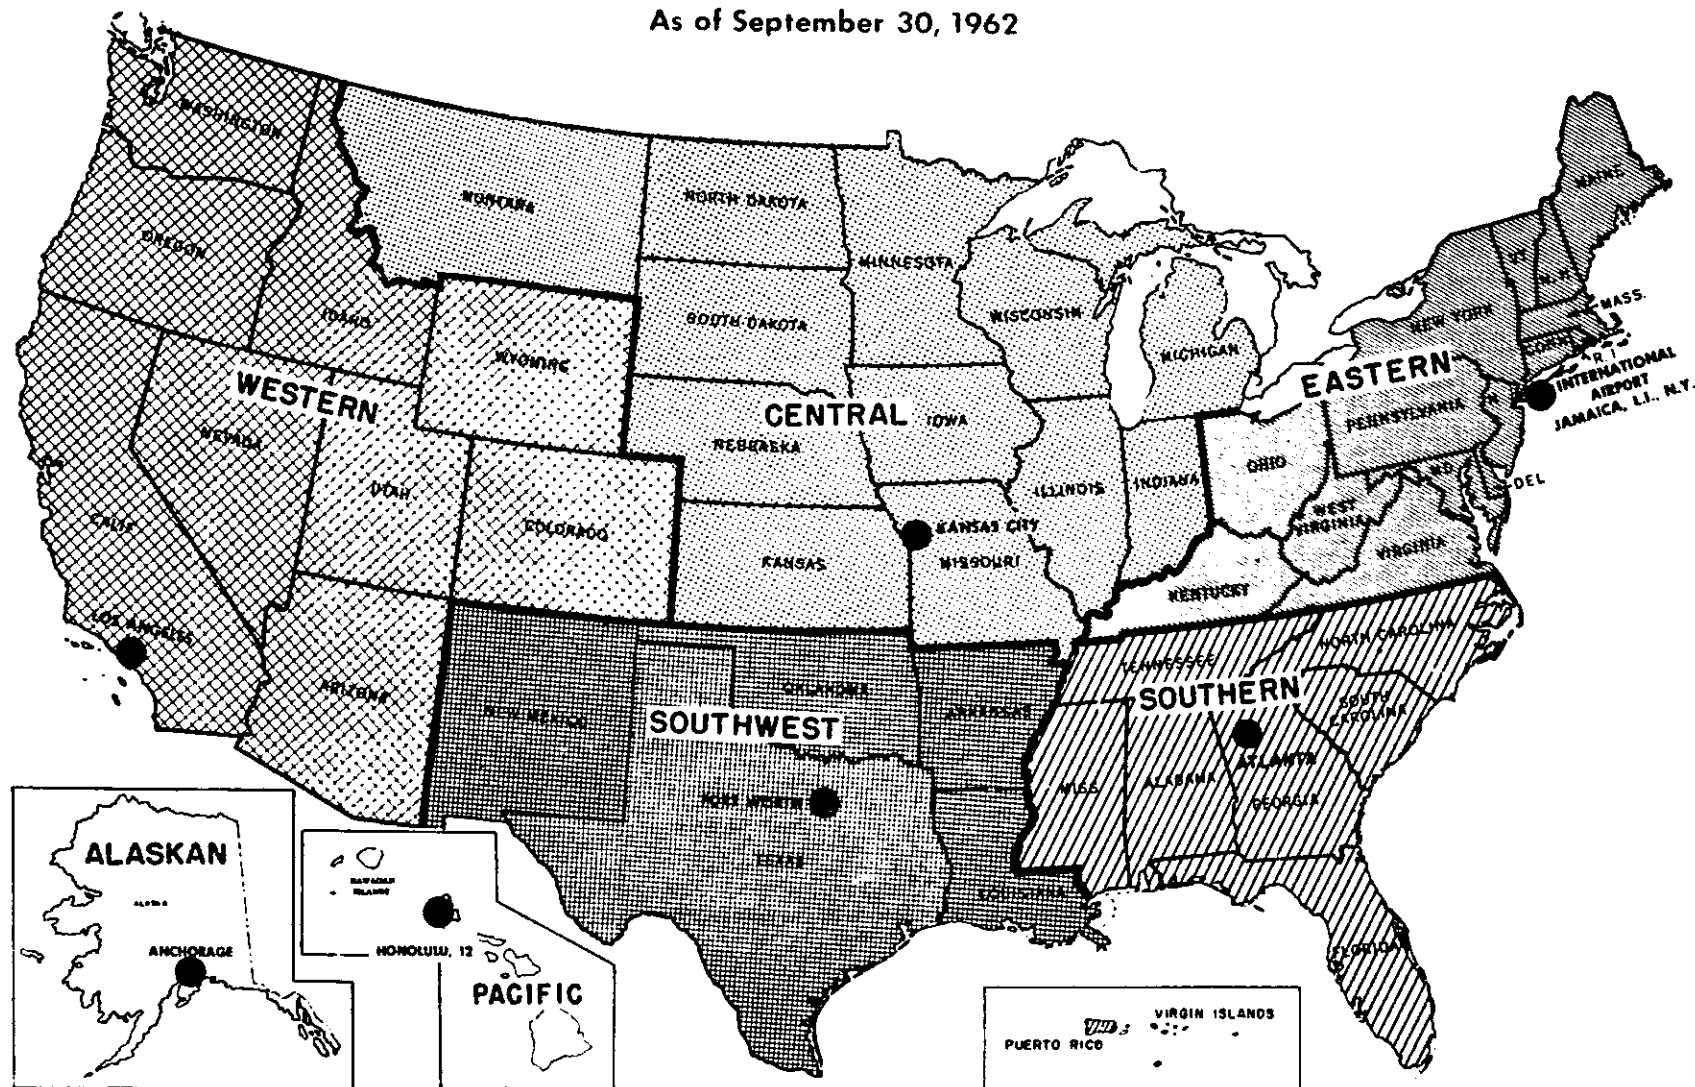 As of September 30, 1962
WASHINGTON
OREGON
CALIF
NEVADA
IDAHO
MONTANA
WYOMING
UTAH
COLORADO
ARIZONA
WESTERN
LOS ANGELES
NORTH DAKOTA
SOUTH DAKOTA
NEBRASKA
KANSAS
MINNESOTA
IOWA
MISSOURI
WISCONSIN
ILLINOIS
INDIANA
MICHIGAN
CENTRAL
KANSAS CITY
MAINE
VT
N. H.
MASS.
CONN
R I
NEW YORK
PENNSYLVANIA
N
MD
DEL
OHIO
WEST
VIRGINIA
VIRGINIA
KENTUCKY
EASTERN
INTERNATIONAL
AIRPORT
JAMAICA, L.I., N.Y.
NEW MEXICO
OKLAHOMA
ARKANSAS
TEXAS
LOUISIANA
SOUTHWEST
FORT WORTH
TENNESSEE
NORTH CAROLINA
SOUTH
CAROLINA
MISS
ALABAMA
GEORGIA
FLORIDA
SOUTHERN
ATLANTA
ALASKAN
ALASKA
ANCHORAGE
HAWAIIAN
ISLANDS
HONOLULU, 12
PACIFIC
VIRGIN ISLANDS
PUERTO RICO